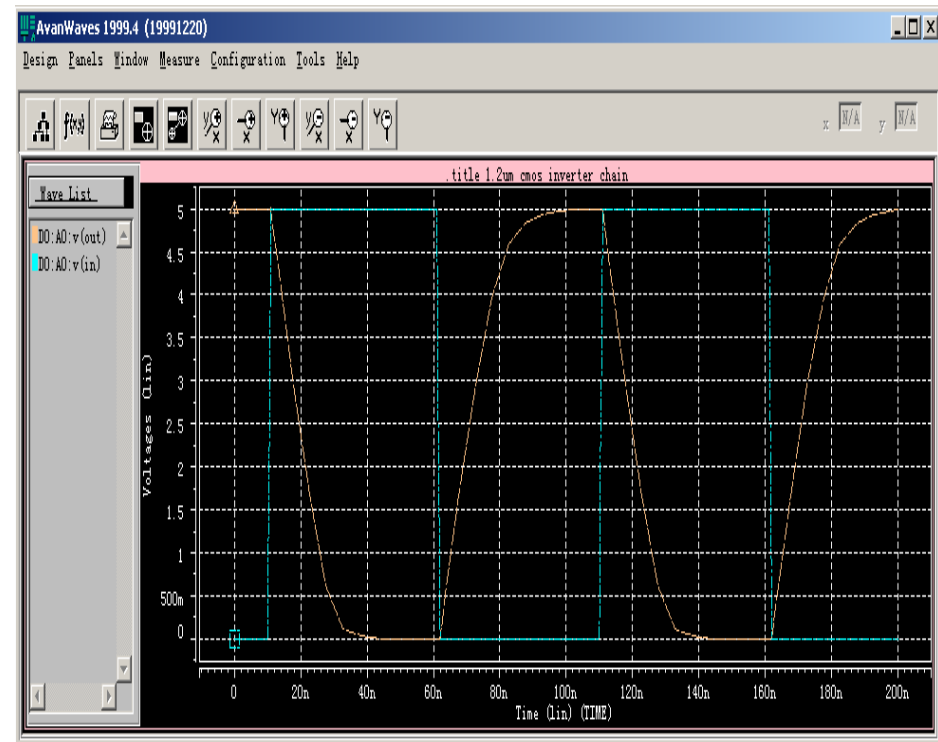 AvanWaves 1999.4 (19991220)
Design Panels Window Measure Configuration Tools Help
f(x) x N/A y N/A
.title 1.2um cmos inverter chain
Wave List
D0:A0:v(out)
D0:A0:v(in)
Voltages (lin)
5
4.5
4
3.5
3
2.5
2
1.5
1
500m
0
0 20n 40n 60n 80n 100n 120n 140n 160n 180n 200n
Time (lin) (TIME)